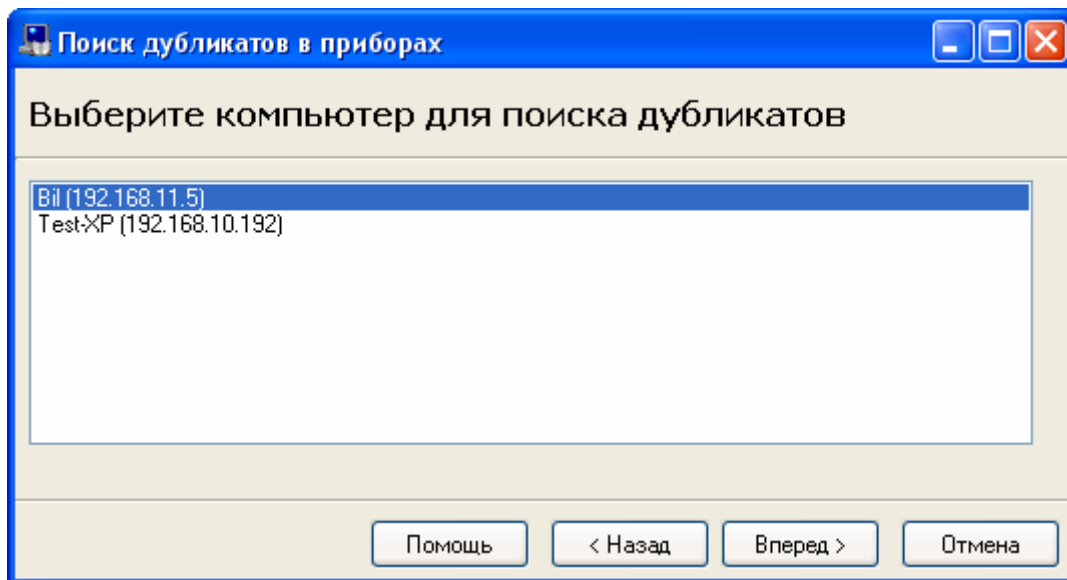 Поиск дубликатов в приборах
Выберите компьютер для поиска дубликатов
Bil (192.168.11.5)
Test-XP (192.168.10.192)
Помощь
< Назад
Вперед >
Отмена